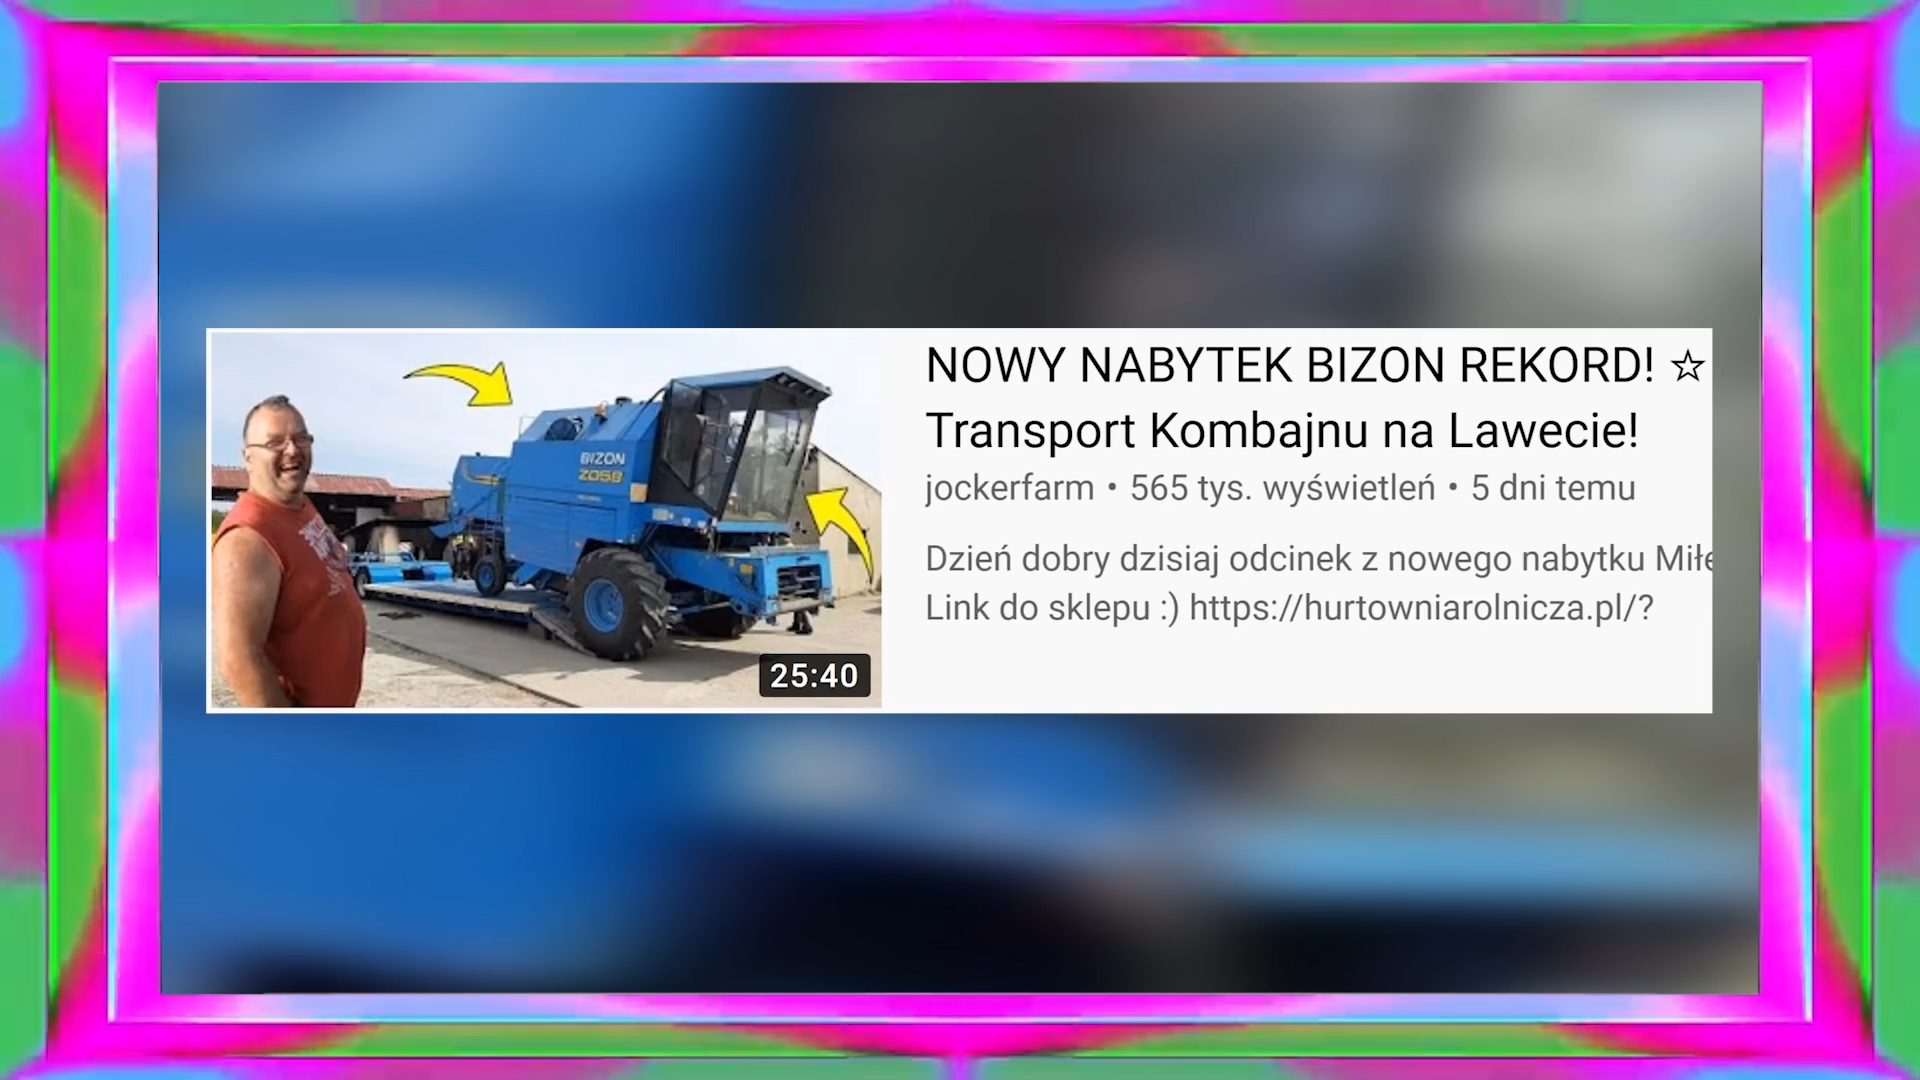 NOWY NABYTEK BIZON REKORD! ☆
Transport Kombajnu na Lawecie!
jockerfarm • 565 tys. wyświetleń • 5 dni temu
Dzień dobry dzisiaj odcinek z nowego nabytku
Link do sklepu :) https://hurtowniarolnicza.pl/?
BIZON
Z058
25:40